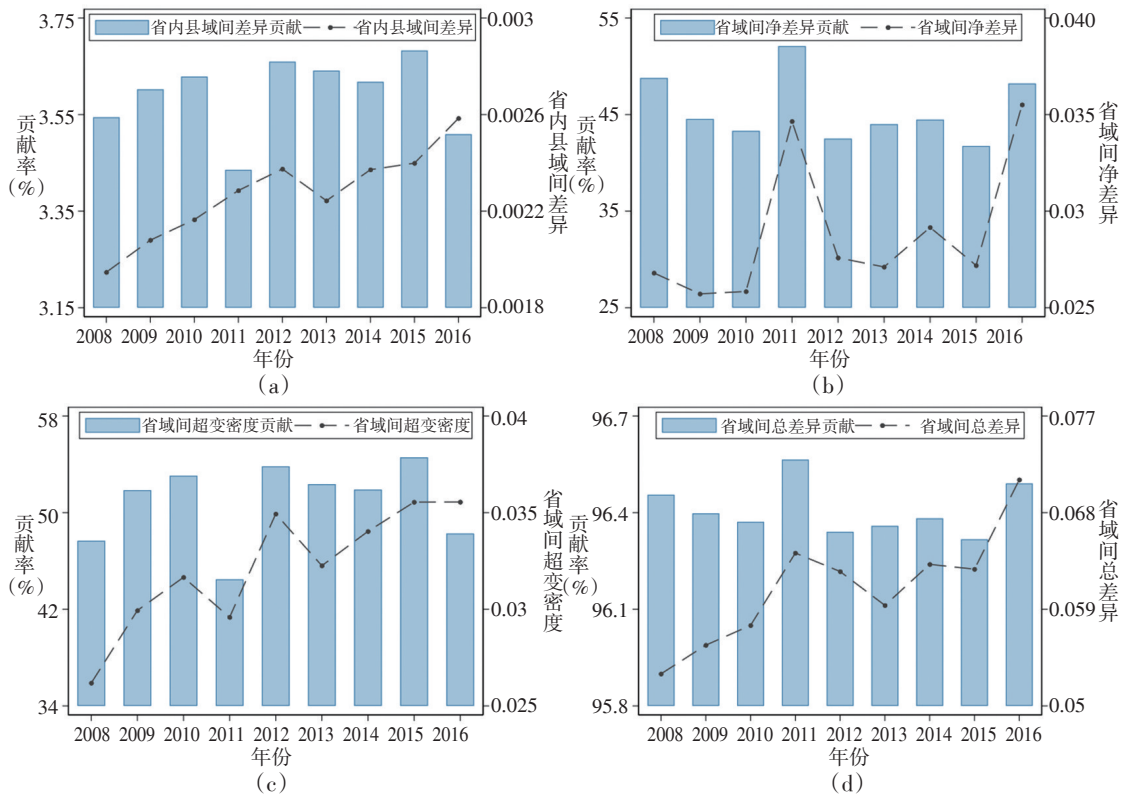 省内县域间差异贡献 省内县域间差异
3.75
3.55
3.35
3.15
贡献率(%)
0.003
0.0026
0.0022
0.0018
省内县域间差异
2008 2009 2010 2011 2012 2013 2014 2015 2016
年份
(a)
省域间净差异贡献 省域间净差异
55
45
35
25
贡献率(%)
0.040
0.035
0.03
0.025
省域间净差异
2008 2009 2010 2011 2012 2013 2014 2015 2016
年份
(b)
省域间超变密度贡献 省域间超变密度
58
50
42
34
贡献率(%)
0.04
0.035
0.03
0.025
省域间超变密度
2008 2009 2010 2011 2012 2013 2014 2015 2016
年份
(c)
省域间总差异贡献 省域间总差异
96.7
96.4
96.1
95.8
贡献率(%)
0.077
0.068
0.059
0.05
省域间总差异
2008 2009 2010 2011 2012 2013 2014 2015 2016
年份
(d)